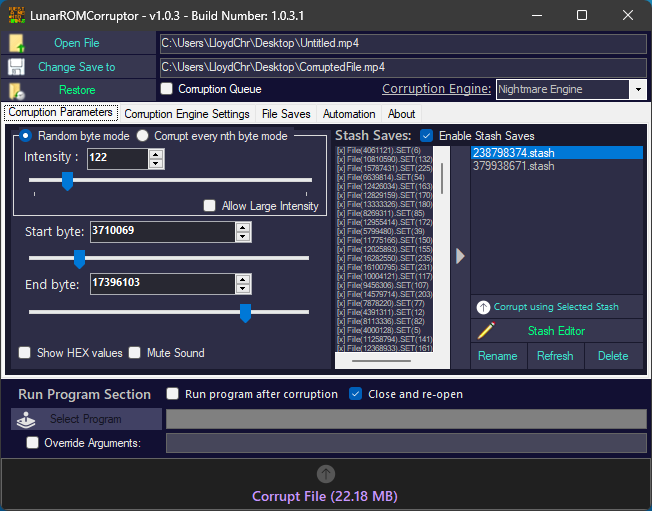 LunarROMCorruptor - v1.0.3 - Build Number: 1.0.3.1
Open File C:\Users\LloydChr\Desktop\Untitled.mp4
Change Save to C:\Users\LloydChr\Desktop\CorruptedFile.mp4
Restore Corruption Queue Corruption Engine: Nightmare Engine
Corruption Parameters Corruption Engine Settings File Saves Automation About
Random byte mode Corrupt every nth byte mode
Intensity : 122
Allow Large Intensity
Start byte: 3710069
End byte: 17396103
Show HEX values Mute Sound
Stash Saves: Enable Stash Saves
[x] File(4061121).SET(6)
[x] File(10810590).SET(132)
[x] File(15787431).SET(225)
[x] File(6639814).SET(54)
[x] File(12426034).SET(163)
[x] File(12829159).SET(170)
[x] File(13333326).SET(180)
[x] File(8269311).SET(85)
[x] File(12955414).SET(172)
[x] File(5799480).SET(39)
[x] File(11775166).SET(150)
[x] File(12025893).SET(155)
[x] File(16282550).SET(235)
[x] File(16100795).SET(231)
[x] File(10004121).SET(117)
[x] File(9456306).SET(107)
[x] File(14579714).SET(203)
[x] File(7878220).SET(77)
[x] File(4391311).SET(12)
[x] File(8113336).SET(82)
[x] File(4000128).SET(5)
[x] File(11258794).SET(141)
[x] File(12368933).SET(161)
238798374.stash
379938671.stash
Corrupt using Selected Stash
Stash Editor
Rename Refresh Delete
Run Program Section Run program after corruption Close and re-open
Select Program
Override Arguments:
Corrupt File (22.18 MB)